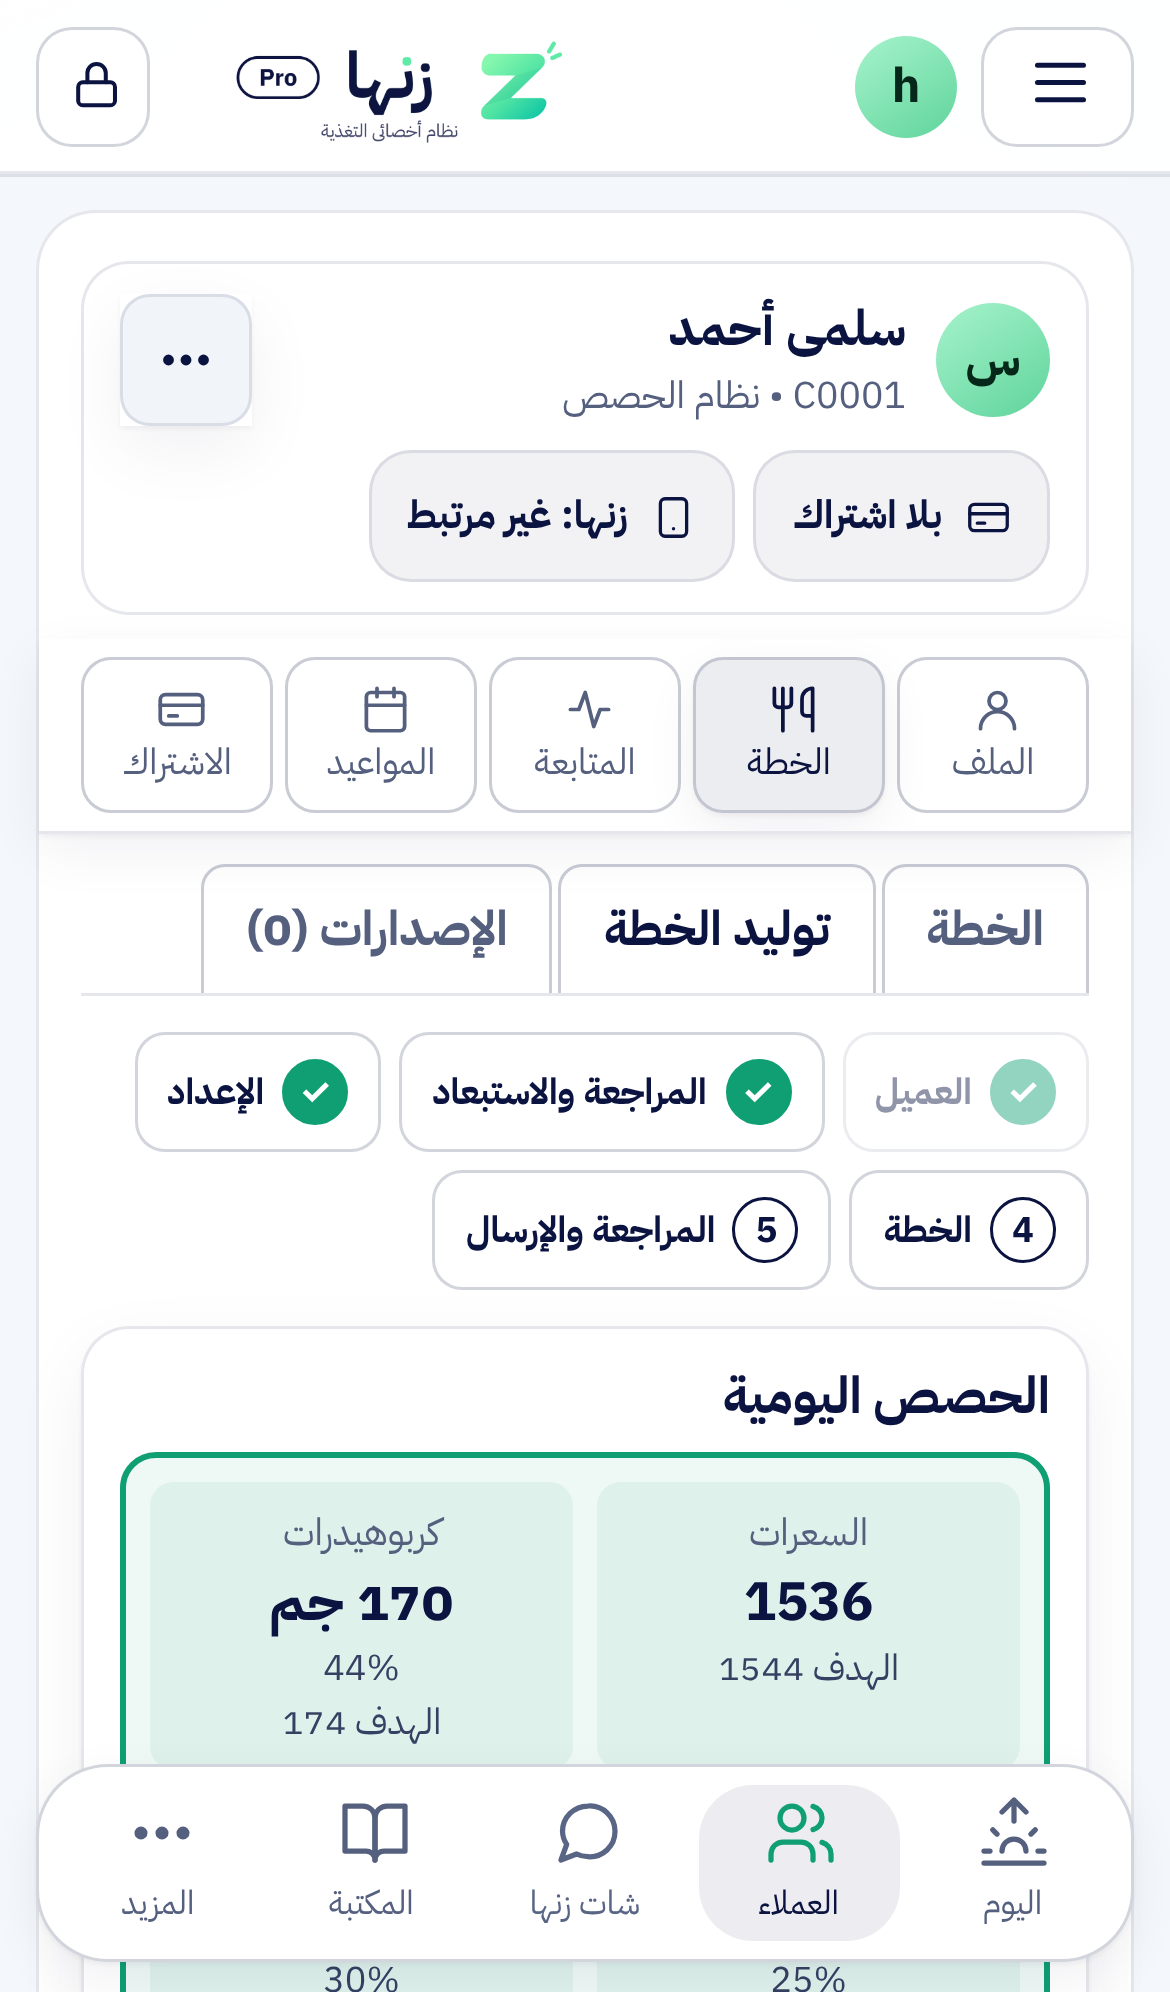 h
زنها Pro
نظام أخصائي التغذية
س
سلمى أحمد
C0001 • نظام الحصص
بلا اشتراك
زنها: غير مرتبط
الملف
الخطة
المتابعة
المواعيد
الاشتراك
الخطة
توليد الخطة
الإصدارات (0)
العميل
المراجعة والاستبعاد
الإعداد
4 الخطة
5 المراجعة والإرسال
الحصص اليومية
السعرات
1536
الهدف 1544
كربوهيدرات
170 جم
44%
الهدف 174
25%
30%
اليوم
العملاء
شات زنها
المكتبة
المزيد